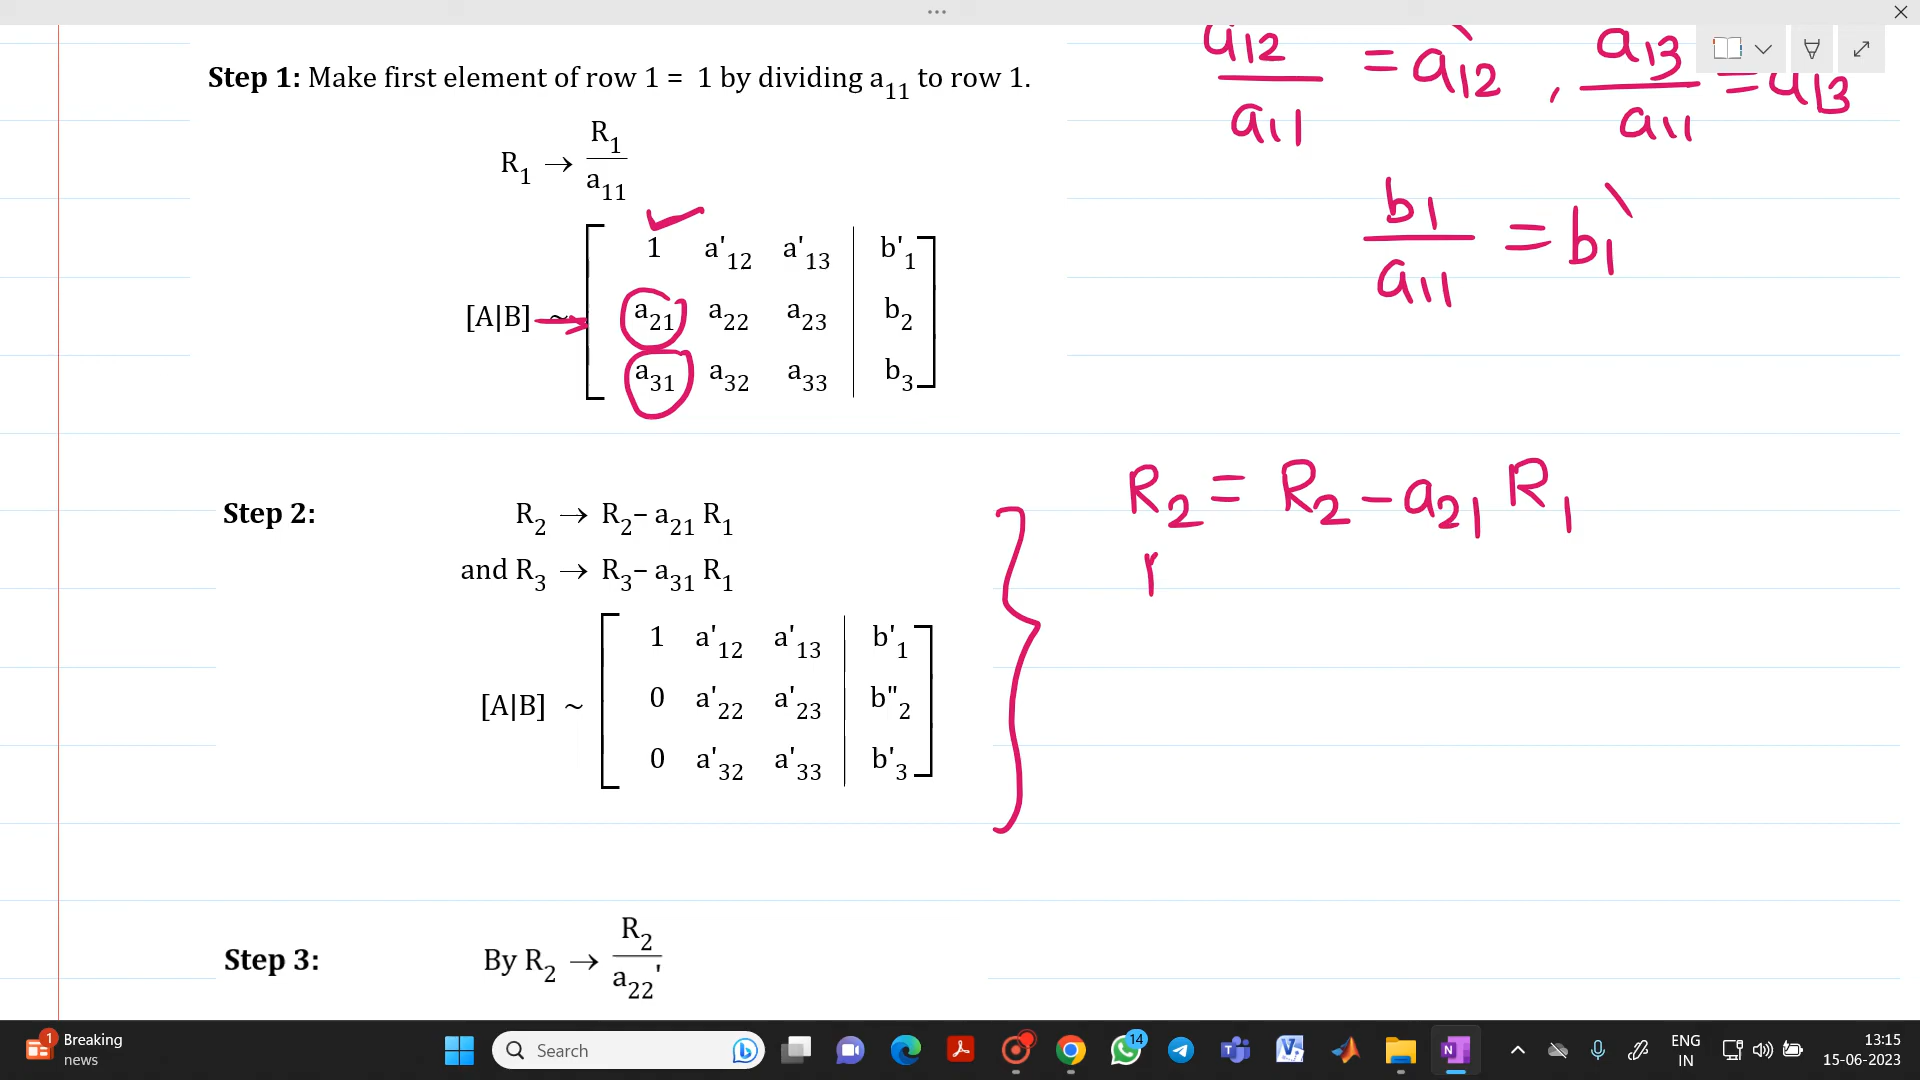 a12/a11 = a`12 , a13/a11 = a13
Step 1: Make first element of row 1 = 1 by dividing a11 to row 1.
R1 → R1/a11
b1/a11 = b1`
1 a'12 a'13 | b'1
[A|B] ~ a21 a22 a23 | b2
a31 a32 a33 | b3
R2 = R2 – a21 R1
Step 2: R2 → R2– a21 R1
and R3 → R3– a31 R1
1 a'12 a'13 | b'1
[A|B] ~ 0 a'22 a'23 | b"2
0 a'32 a'33 | b'3
Step 3: By R2 → R2/a22'
1
Breaking
news
Search
14
ENG
IN
13:15
15-06-2023